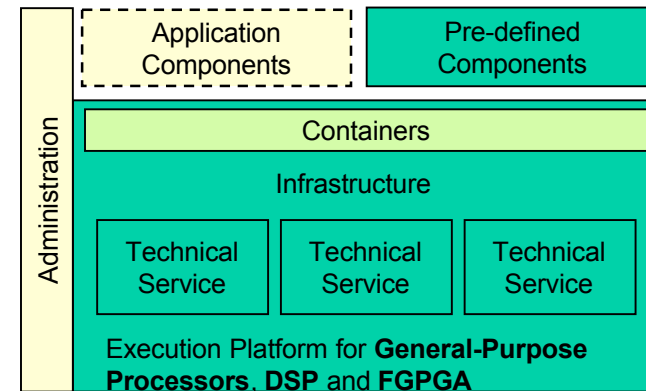 Application
Components
Pre-defined
Components
Administration
Containers
Infrastructure
Technical
Service
Technical
Service
Technical
Service
Execution Platform for General-Purpose
Processors, DSP and FGPGA